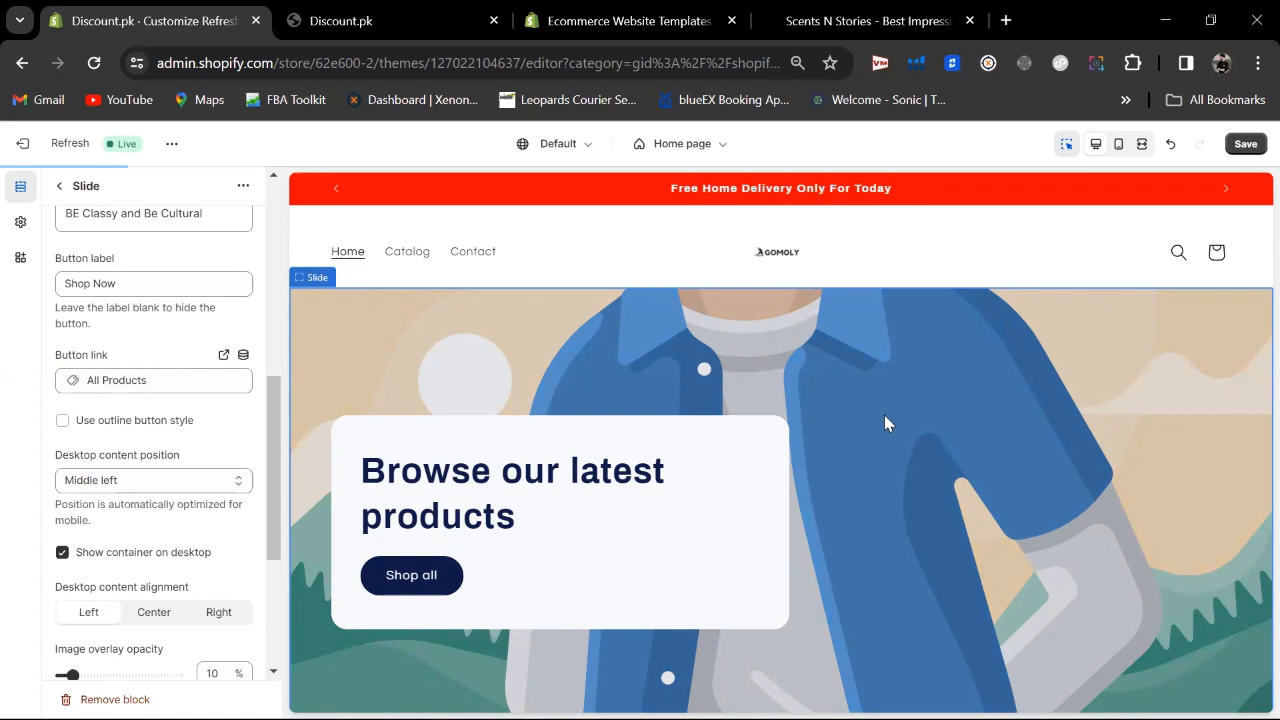 Discount.pk · Customize Refresh
Discount.pk
Ecommerce Website Templates
Scents N Stories - Best Impressi
admin.shopify.com/store/62e600-2/themes/127022104637/editor?category=gid%3A%2F%2Fshopif...
Gmail
YouTube
Maps
FBA Toolkit
Dashboard | Xenon...
Leopards Courier Se...
blueEX Booking Ap...
Welcome - Sonic | T...
All Bookmarks
Refresh
Live
Default
Home page
Save
Slide
BE Classy and Be Cultural
Button label
Shop Now
Leave the label blank to hide the
button.
Button link
All Products
Use outline button style
Desktop content position
Middle left
Position is automatically optimized for
mobile.
Show container on desktop
Desktop content alignment
Left
Center
Right
Image overlay opacity
10 %
Remove block
Free Home Delivery Only For Today
Home
Catalog
Contact
GOMOLY
Slide
Browse our latest
products
Shop all